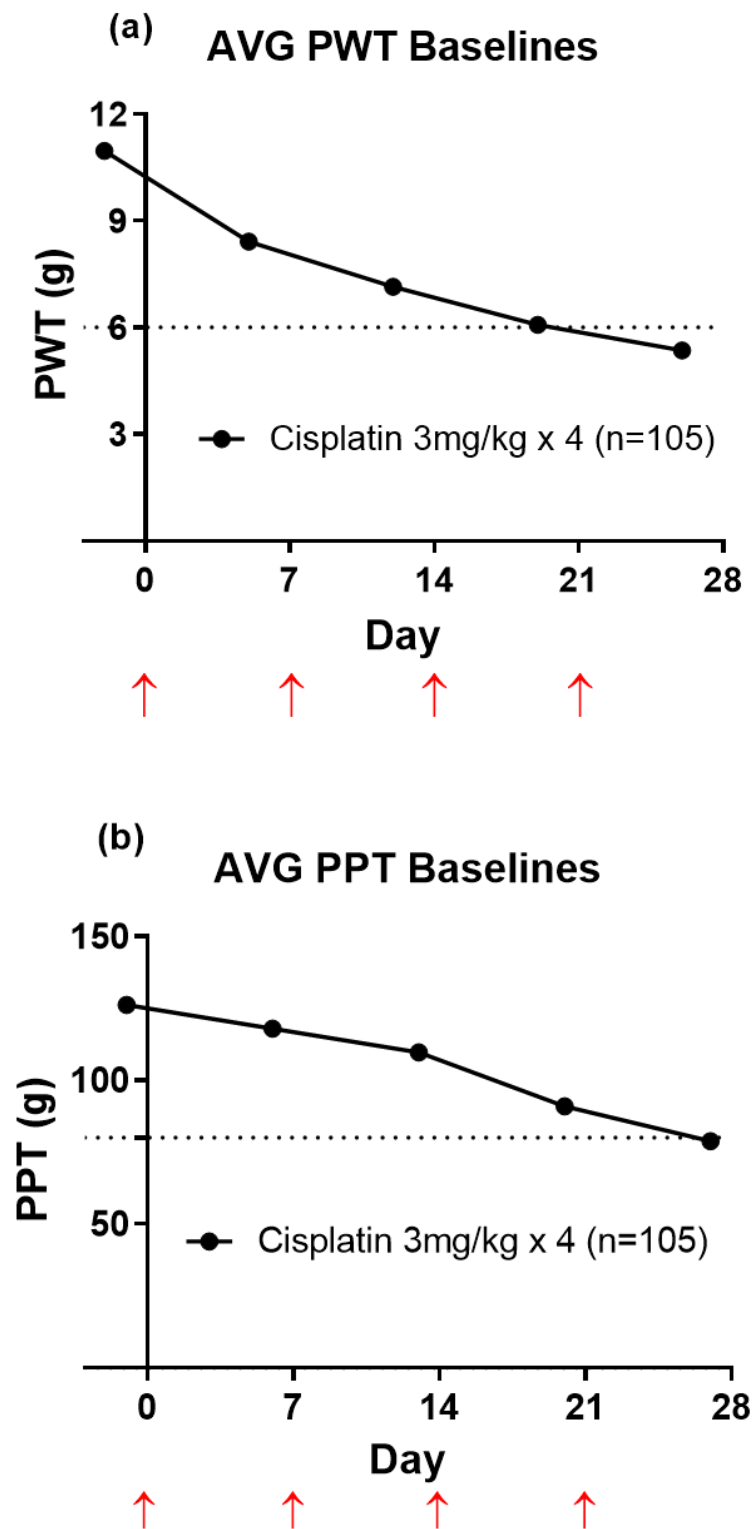 (a)
AVG PWT Baselines
12
9
6
3
PWT (g)
Cisplatin 3mg/kg x 4 (n=105)
0 7 14 21 28
Day
(b)
AVG PPT Baselines
150
100
50
PPT (g)
Cisplatin 3mg/kg x 4 (n=105)
0 7 14 21 28
Day